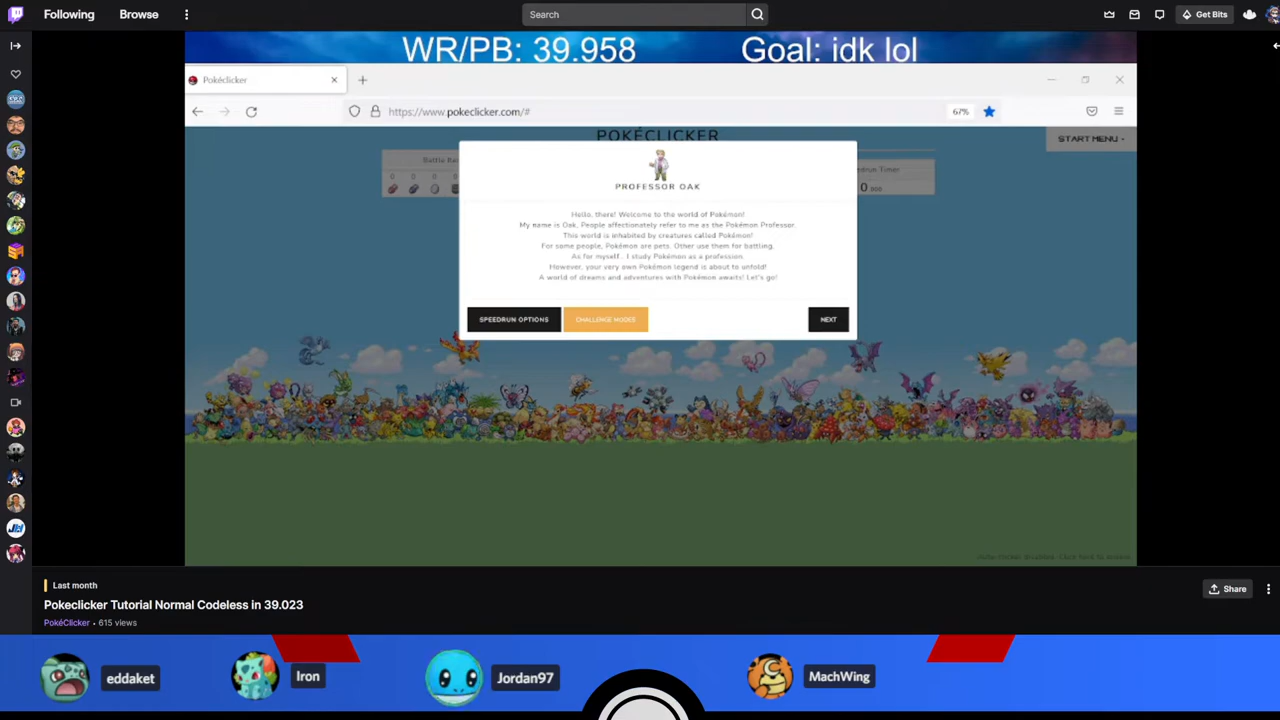 Following
Browse
Search
Get Bits
WR/PB: 39.958
Goal: idk lol
Pokéclicker
https://www.pokeclicker.com/#
67%
POKÉCLICKER
START MENU
0 0 0
PROFESSOR OAK
Hello, there! Welcome to the world of Pokémon!
My name is Oak. People affectionately refer to me as the Pokémon Professor.
This world is inhabited by creatures called Pokémon!
For some people, Pokémon are pets. Other use them for battling.
As for myself.. I study Pokémon as a profession.
However, your very own Pokémon legend is about to unfold!
A world of dreams and adventures with Pokémon awaits! Let's go!
SPEEDRUN OPTIONS
CHALLENGE MODES
NEXT
Last month
Pokeclicker Tutorial Normal Codeless in 39.023
Share
PokéClicker • 615 views
eddaket
Iron
Jordan97
MachWing